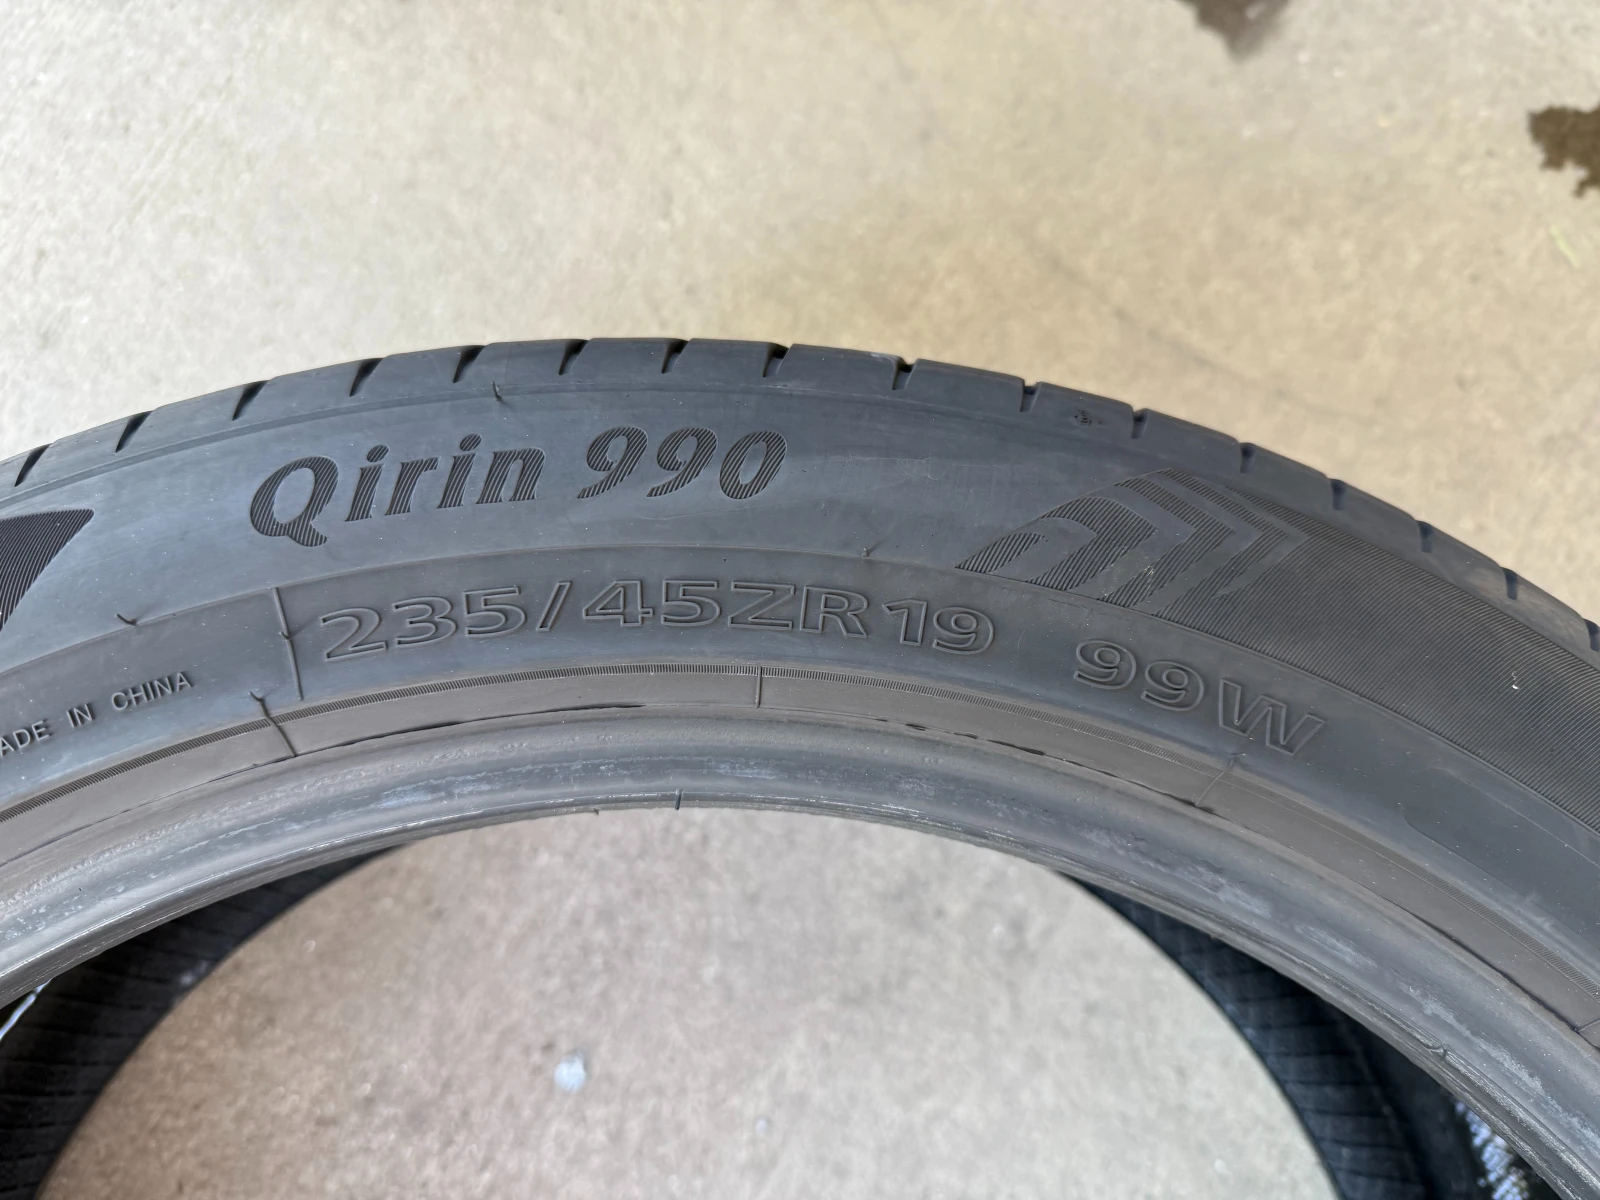 Qirin 990
235/45ZR19 99W
ADE IN CHINA